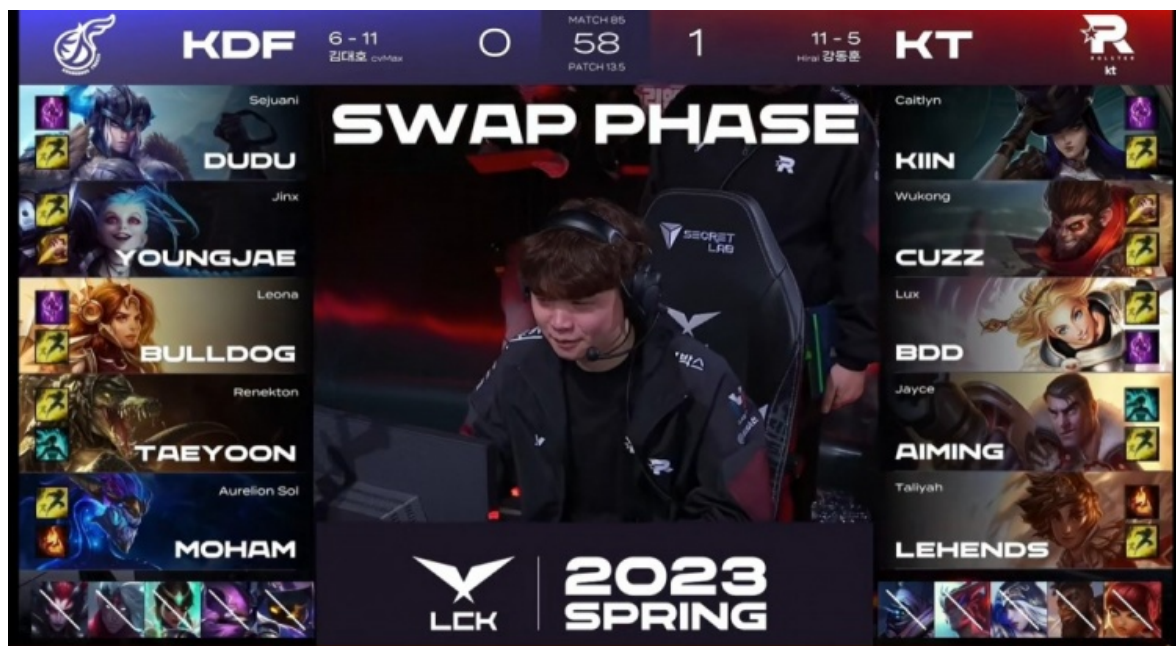 KDF
6 - 11
김대호 cvMax
0
MATCH 85
58
PATCH 13.5
1
11 - 5
Hirai 강동훈
KT
kt
SWAP PHASE
Sejuani
DUDU
Jinx
YOUNGJAE
Leona
BULLDOG
Renekton
TAEYOON
Aurelion Sol
MOHAM
Caitlyn
KIIN
Wukong
CUZZ
Lux
BDD
Jayce
AIMING
Taliyah
LEHENDS
SECRET
LAB
LCK
2023
SPRING